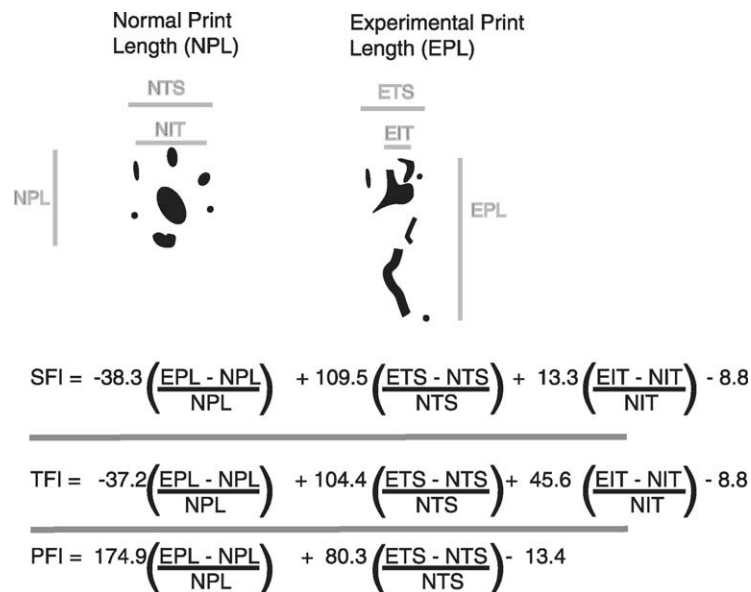 Normal Print
Length (NPL)
Experimental Print
Length (EPL)
NTS
ETS
NIT
EIT
NPL
EPL
SFI = -38.3 (EPL - NPL / NPL) + 109.5 (ETS - NTS / NTS) + 13.3 (EIT - NIT / NIT) - 8.8
TFI = -37.2 (EPL - NPL / NPL) + 104.4 (ETS - NTS / NTS) + 45.6 (EIT - NIT / NIT) - 8.8
PFI = 174.9 (EPL - NPL / NPL) + 80.3 (ETS - NTS / NTS) - 13.4